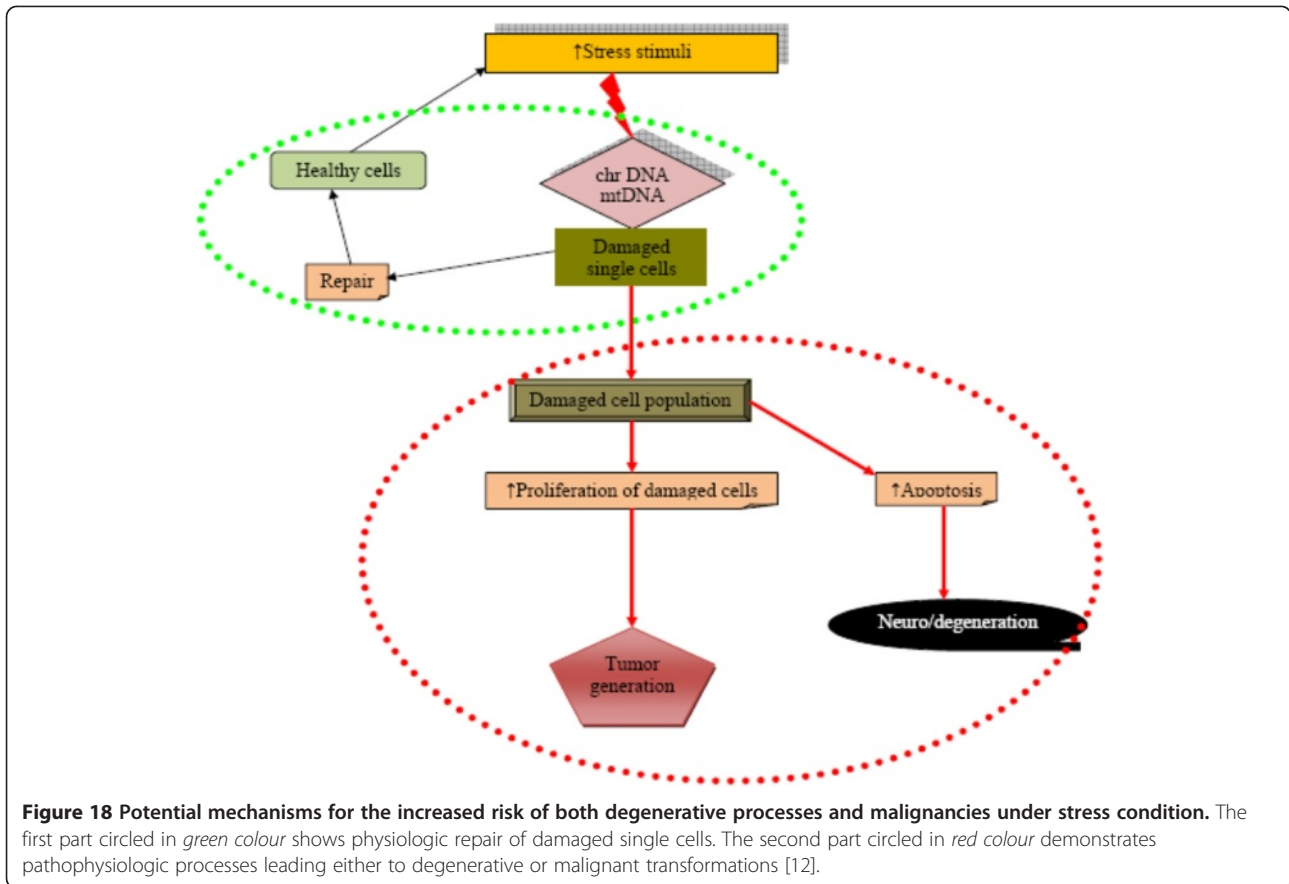 ↑Stress stimuli
Healthy cells
chr DNA
mtDNA
Damaged
single cells
Repair
Damaged cell population
↑Proliferation of damaged cells
↑Apoptosis
Neuro/degeneration
Tumor
generation
Figure 18 Potential mechanisms for the increased risk of both degenerative processes and malignancies under stress condition. The
first part circled in green colour shows physiologic repair of damaged single cells. The second part circled in red colour demonstrates
pathophysiologic processes leading either to degenerative or malignant transformations [12].